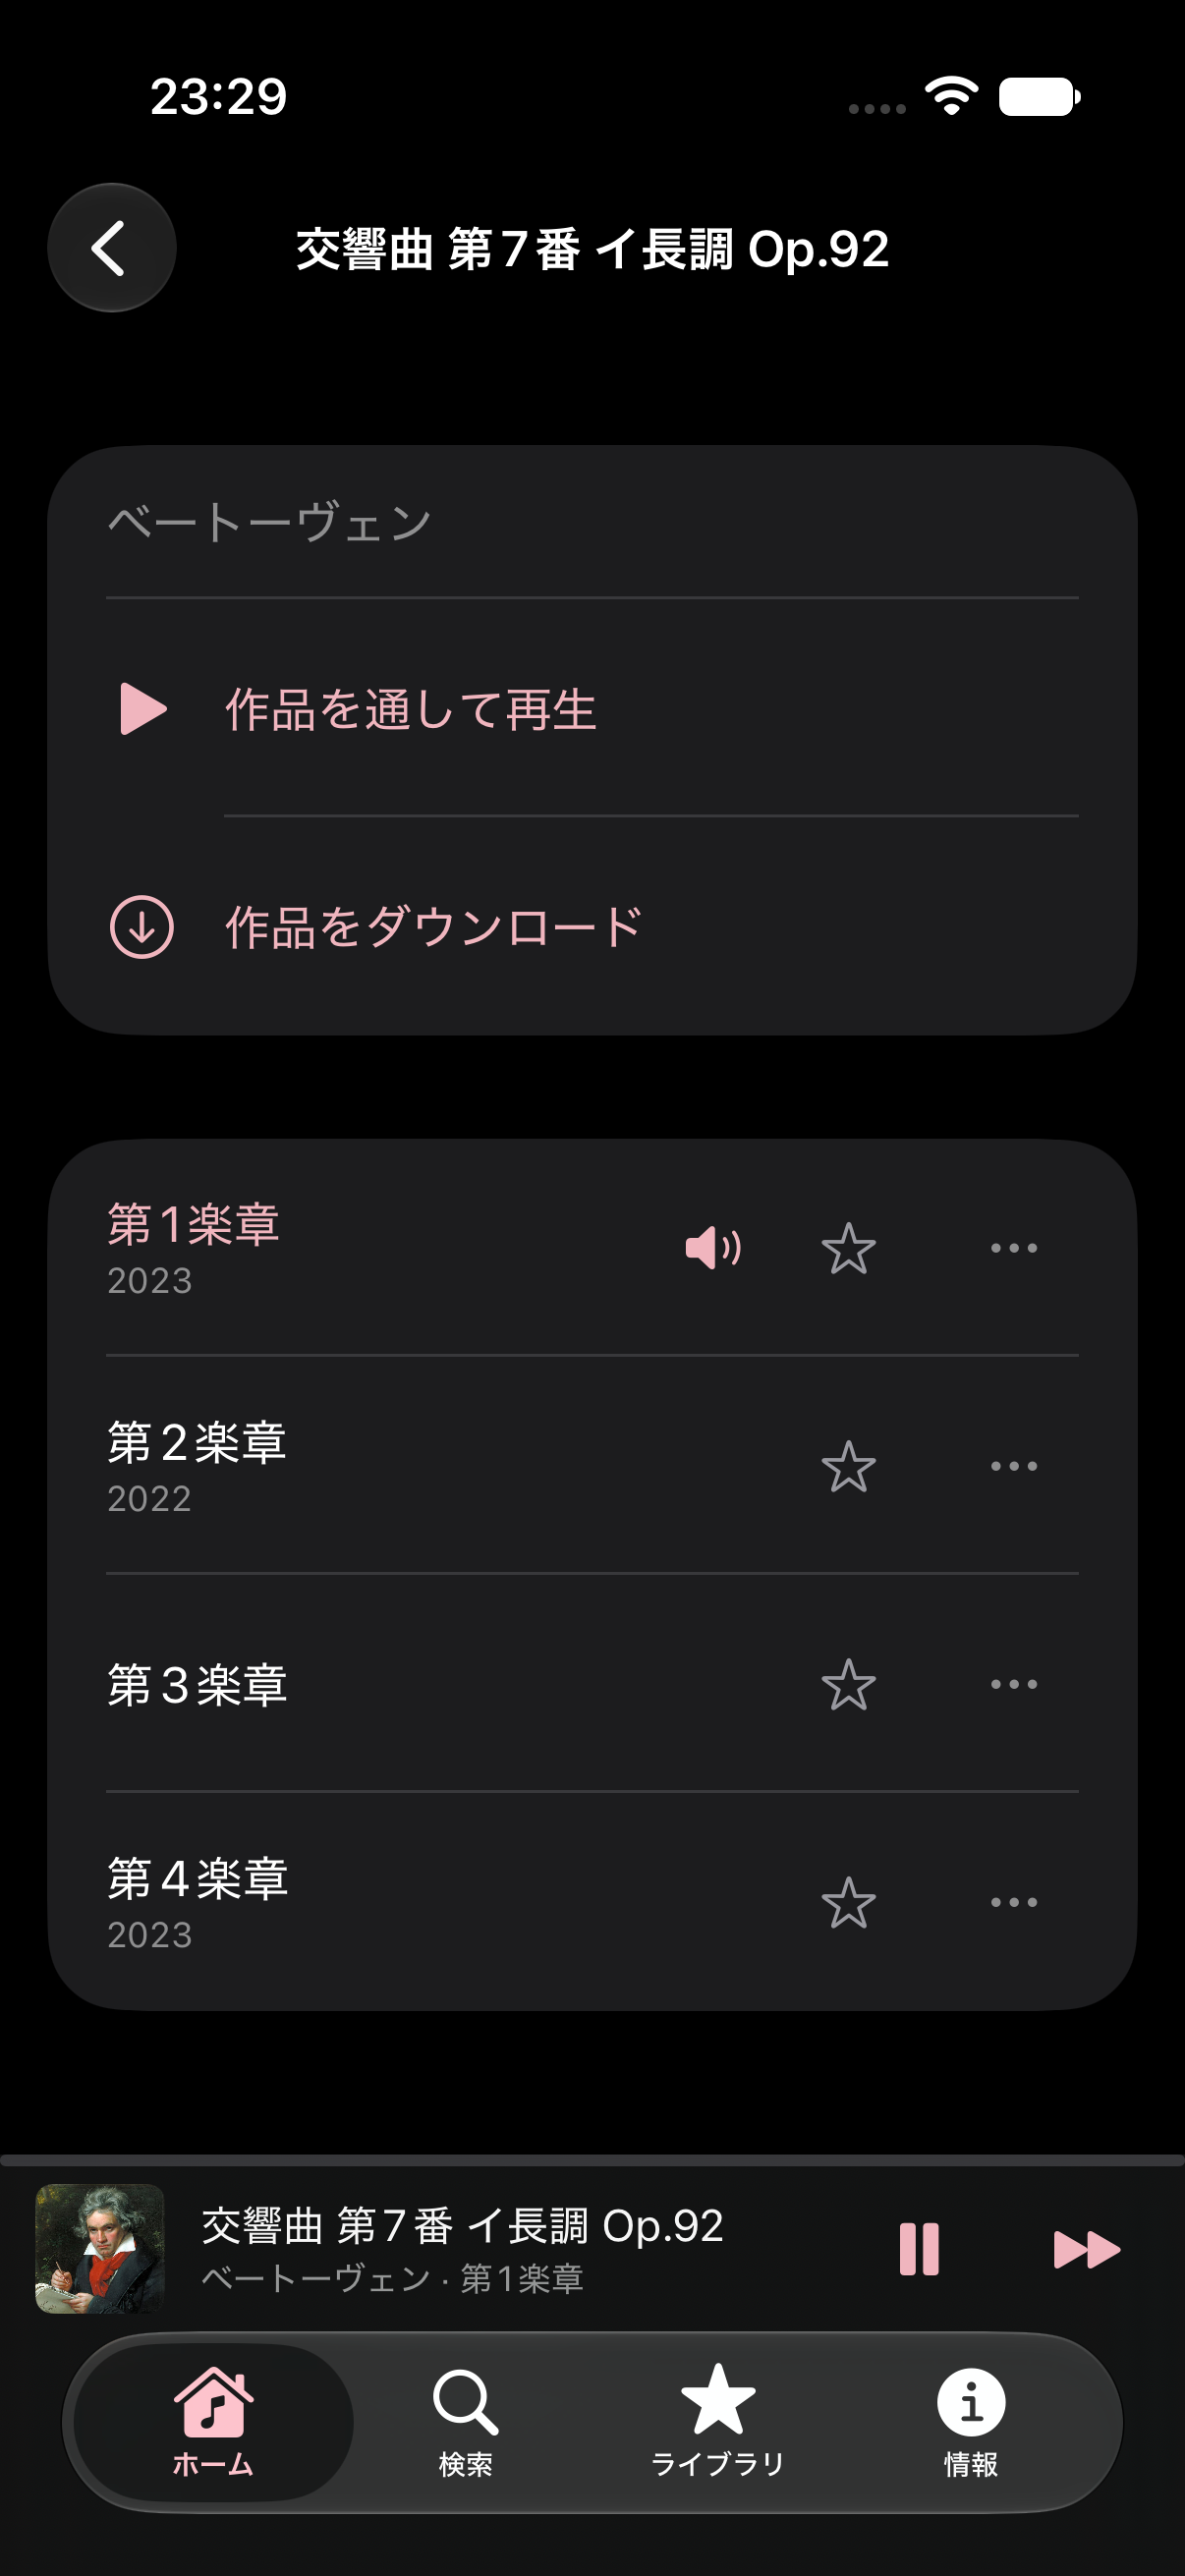 23:29
交響曲 第7番 イ長調 Op.92
ベートーヴェン
作品を通して再生
作品をダウンロード
第1楽章
2023
第2楽章
2022
第3楽章
第4楽章
2023
交響曲 第7番 イ長調 Op.92
ベートーヴェン · 第1楽章
ホーム
検索
ライブラリ
情報